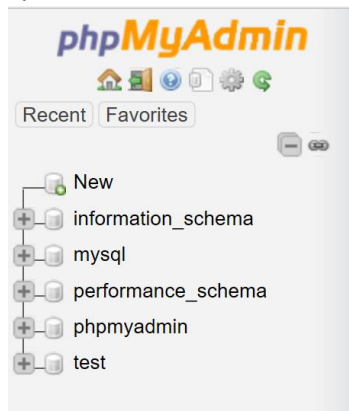 phpMyAdmin
Recent Favorites
New
information_schema
mysql
performance_schema
phpmyadmin
test